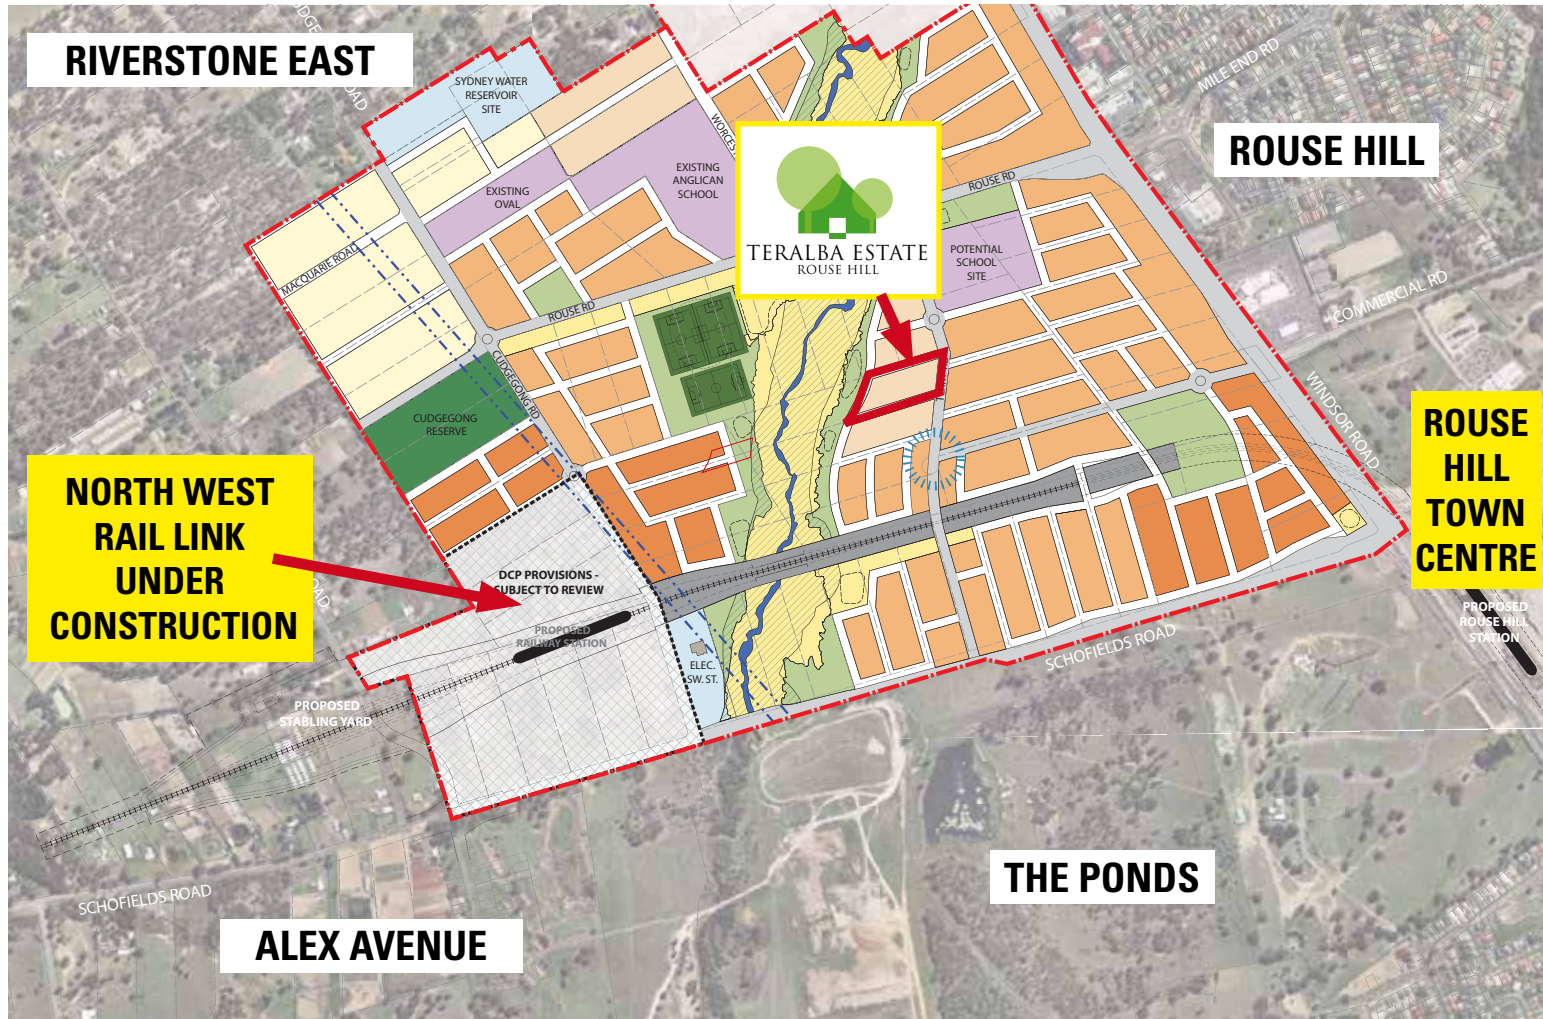 RIVERSTONE EAST
SYDNEY WATER
RESERVOIR
SITE
MILE END RD
ROUSE HILL
EXISTING
OVAL
EXISTING
ANGLICAN
SCHOOL
TERALBA ESTATE
ROUSE HILL
ROUSE RD
POTENTIAL
SCHOOL
SITE
MACQUARIE ROAD
ROUSE RD
COMMERCIAL RD
CUDGEGONG RD
CUDGEGONG
RESERVE
WINDSOR ROAD
ROUSE
HILL
TOWN
CENTRE
NORTH WEST
RAIL LINK
UNDER
CONSTRUCTION
DCP PROVISIONS -
SUBJECT TO REVIEW
PROPOSED
RAILWAY STATION
PROPOSED
ROUSE HILL
STATION
ELEC.
SW. ST.
SCHOFIELDS ROAD
PROPOSED
STABLING YARD
SCHOFIELDS ROAD
THE PONDS
ALEX AVENUE